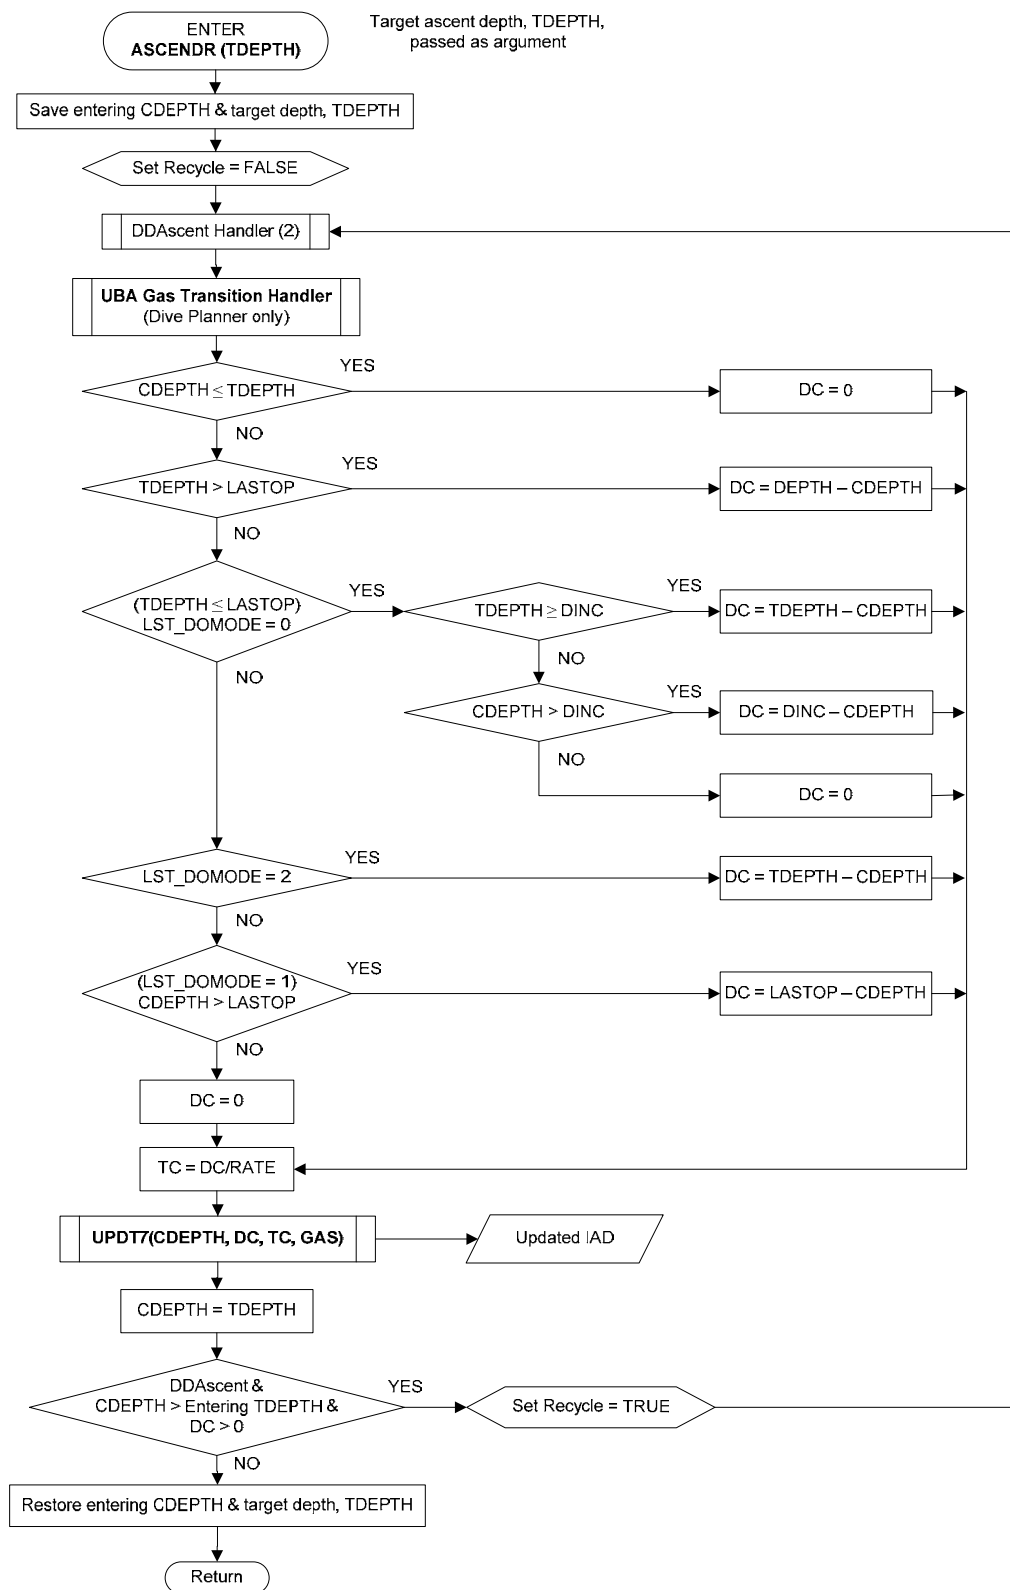 ENTER
ASCENDR (TDEPTH)
Target ascent depth, TDEPTH,
passed as argument
Save entering CDEPTH & target depth, TDEPTH
Set Recycle = FALSE
DDAscent Handler (2)
UBA Gas Transition Handler
(Dive Planner only)
CDEPTH ≤ TDEPTH
YES
DC = 0
NO
TDEPTH > LASTOP
YES
DC = DEPTH – CDEPTH
NO
(TDEPTH ≤ LASTOP)
LST_DOMODE = 0
YES
TDEPTH ≥ DINC
YES
DC = TDEPTH – CDEPTH
NO
NO
CDEPTH > DINC
YES
DC = DINC – CDEPTH
NO
DC = 0
LST_DOMODE = 2
YES
DC = TDEPTH – CDEPTH
NO
(LST_DOMODE = 1)
CDEPTH > LASTOP
YES
DC = LASTOP – CDEPTH
NO
DC = 0
TC = DC/RATE
UPDT7(CDEPTH, DC, TC, GAS)
Updated IAD
CDEPTH = TDEPTH
DDAscent &
CDEPTH > Entering TDEPTH &
DC > 0
YES
Set Recycle = TRUE
NO
Restore entering CDEPTH & target depth, TDEPTH
Return